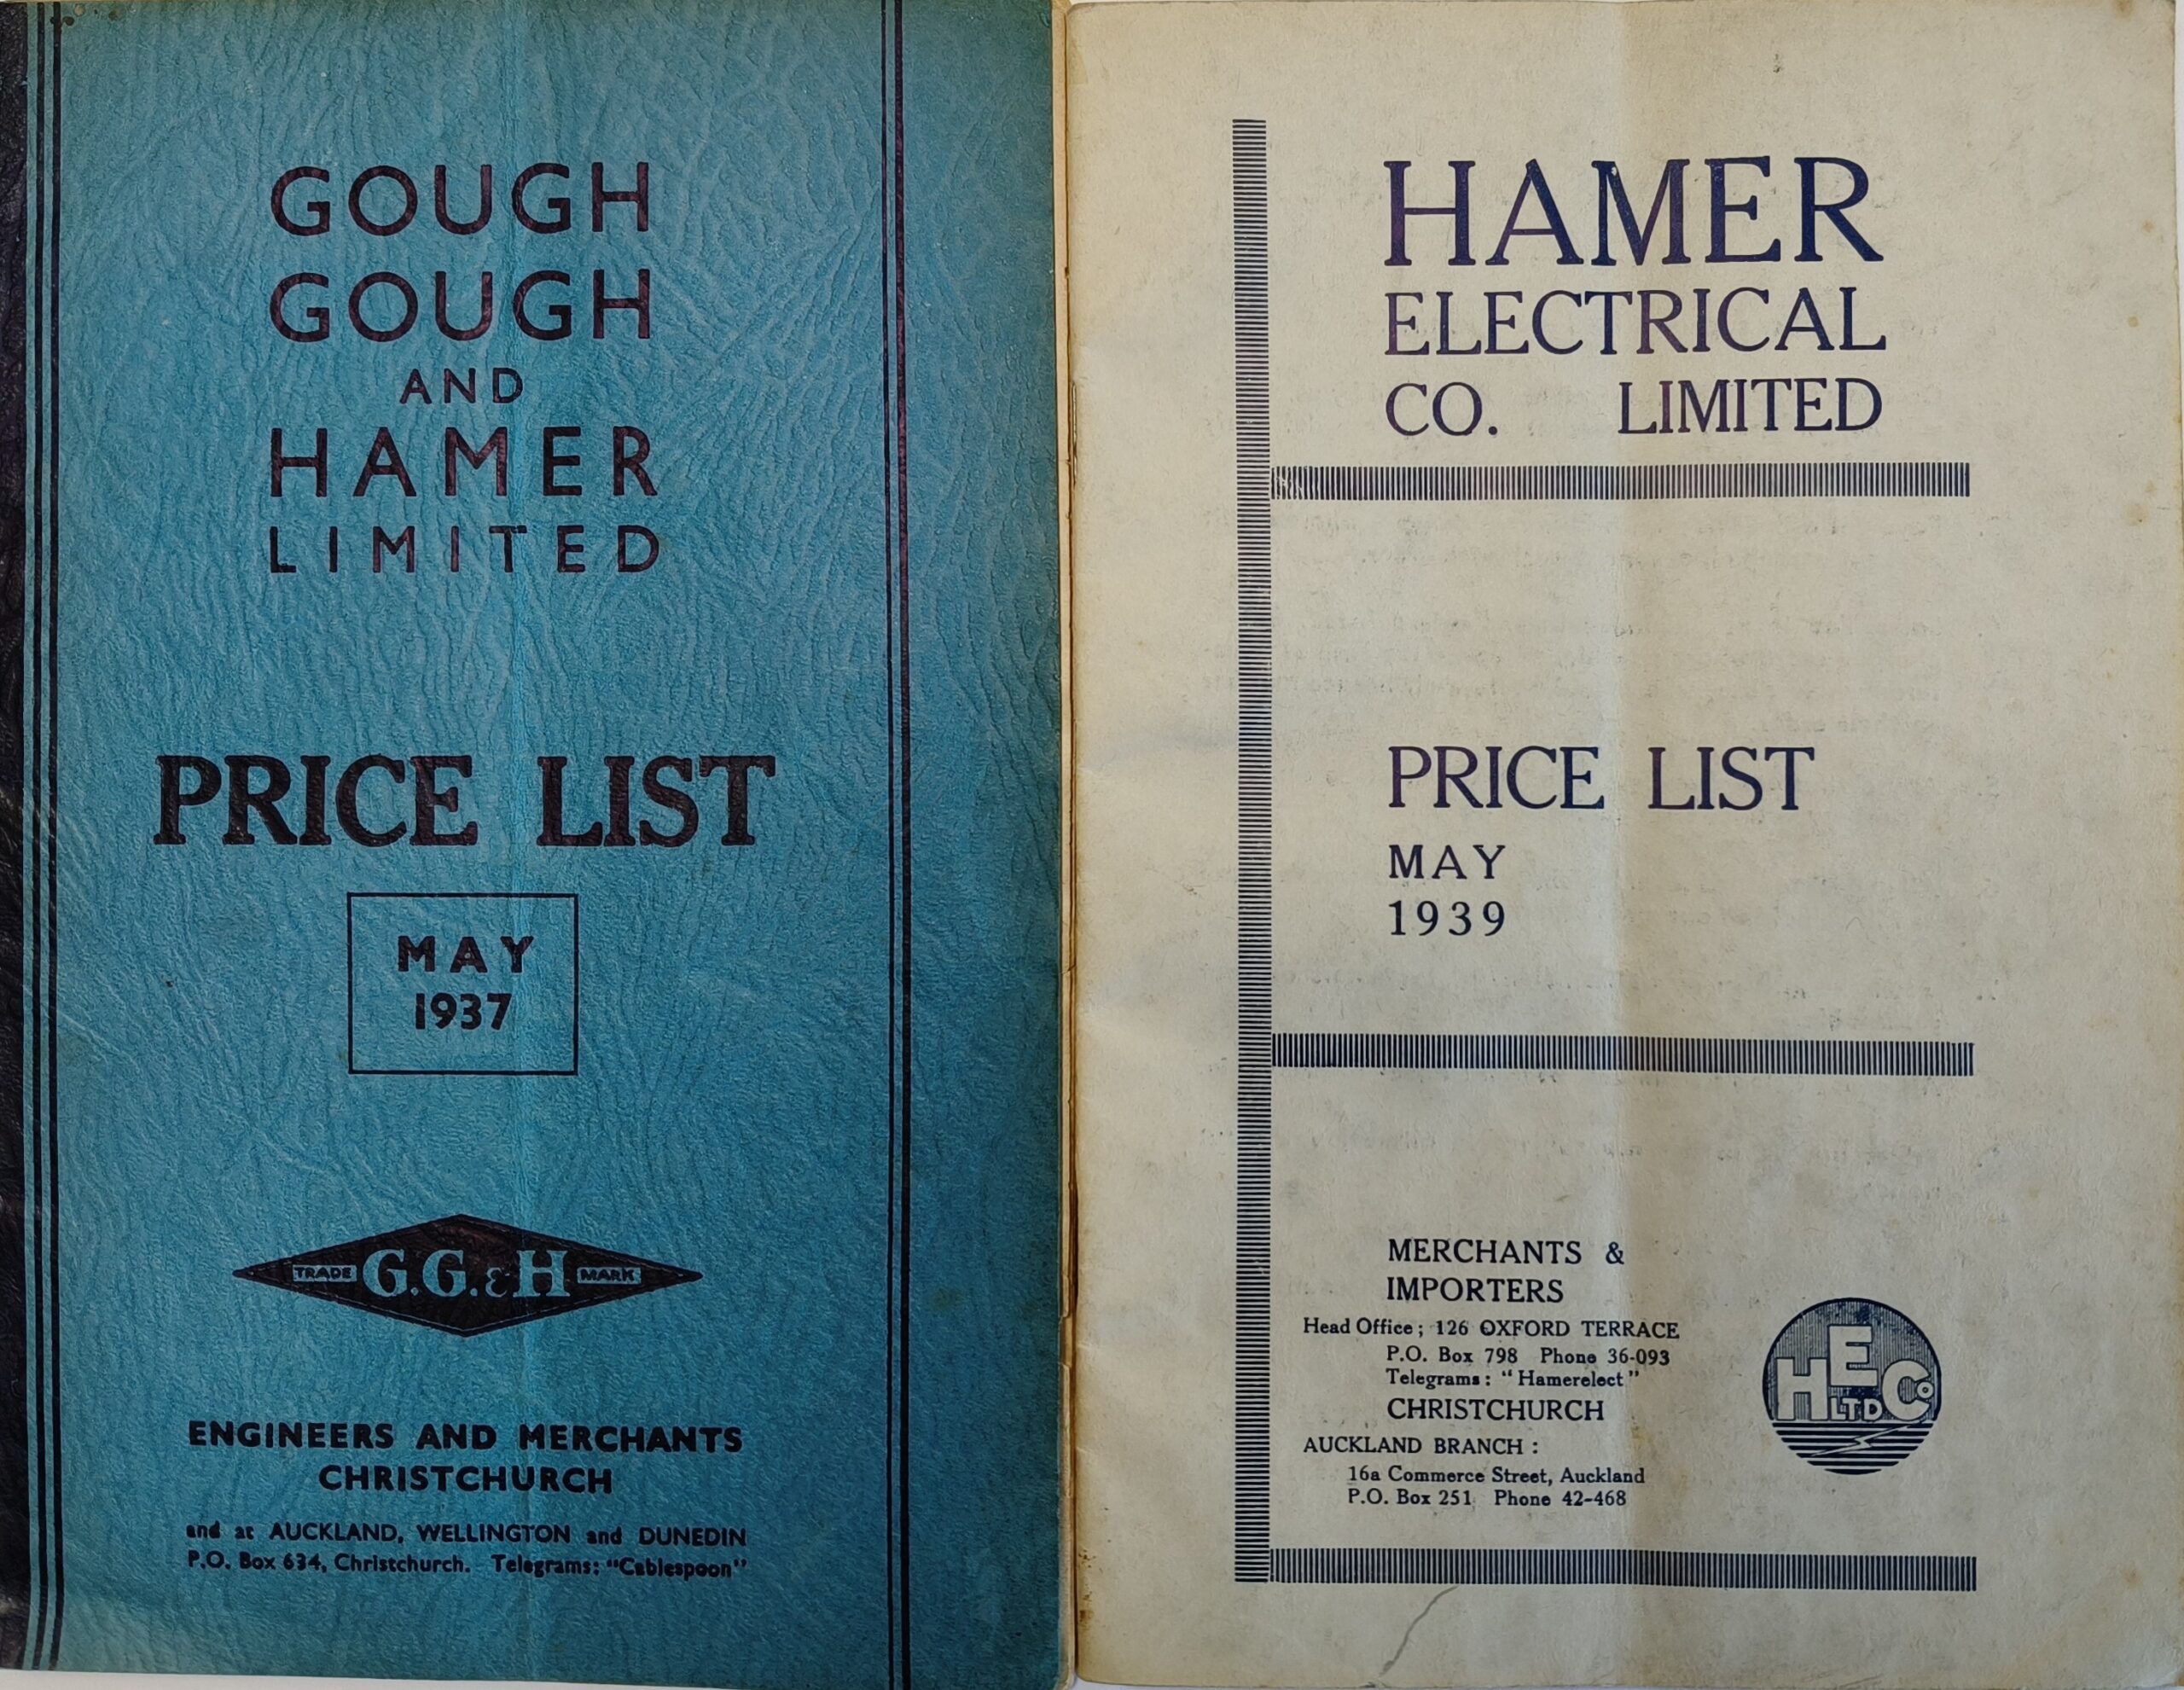 GOUGH
GOUGH
AND
HAMER
LIMITED
PRICE LIST
MAY
1937
TRADE G.G.&H MARK
ENGINEERS AND MERCHANTS
CHRISTCHURCH
and at AUCKLAND, WELLINGTON and DUNEDIN
P.O. Box 634, Christchurch. Telegrams: "Cablespoon"
HAMER
ELECTRICAL
CO. LIMITED
PRICE LIST
MAY
1939
MERCHANTS &
IMPORTERS
Head Office; 126 OXFORD TERRACE
P.O. Box 798 Phone 36-093
Telegrams: "Hamerelect"
CHRISTCHURCH
AUCKLAND BRANCH:
16a Commerce Street, Auckland
P.O. Box 251 Phone 42-468
HECo
LTD